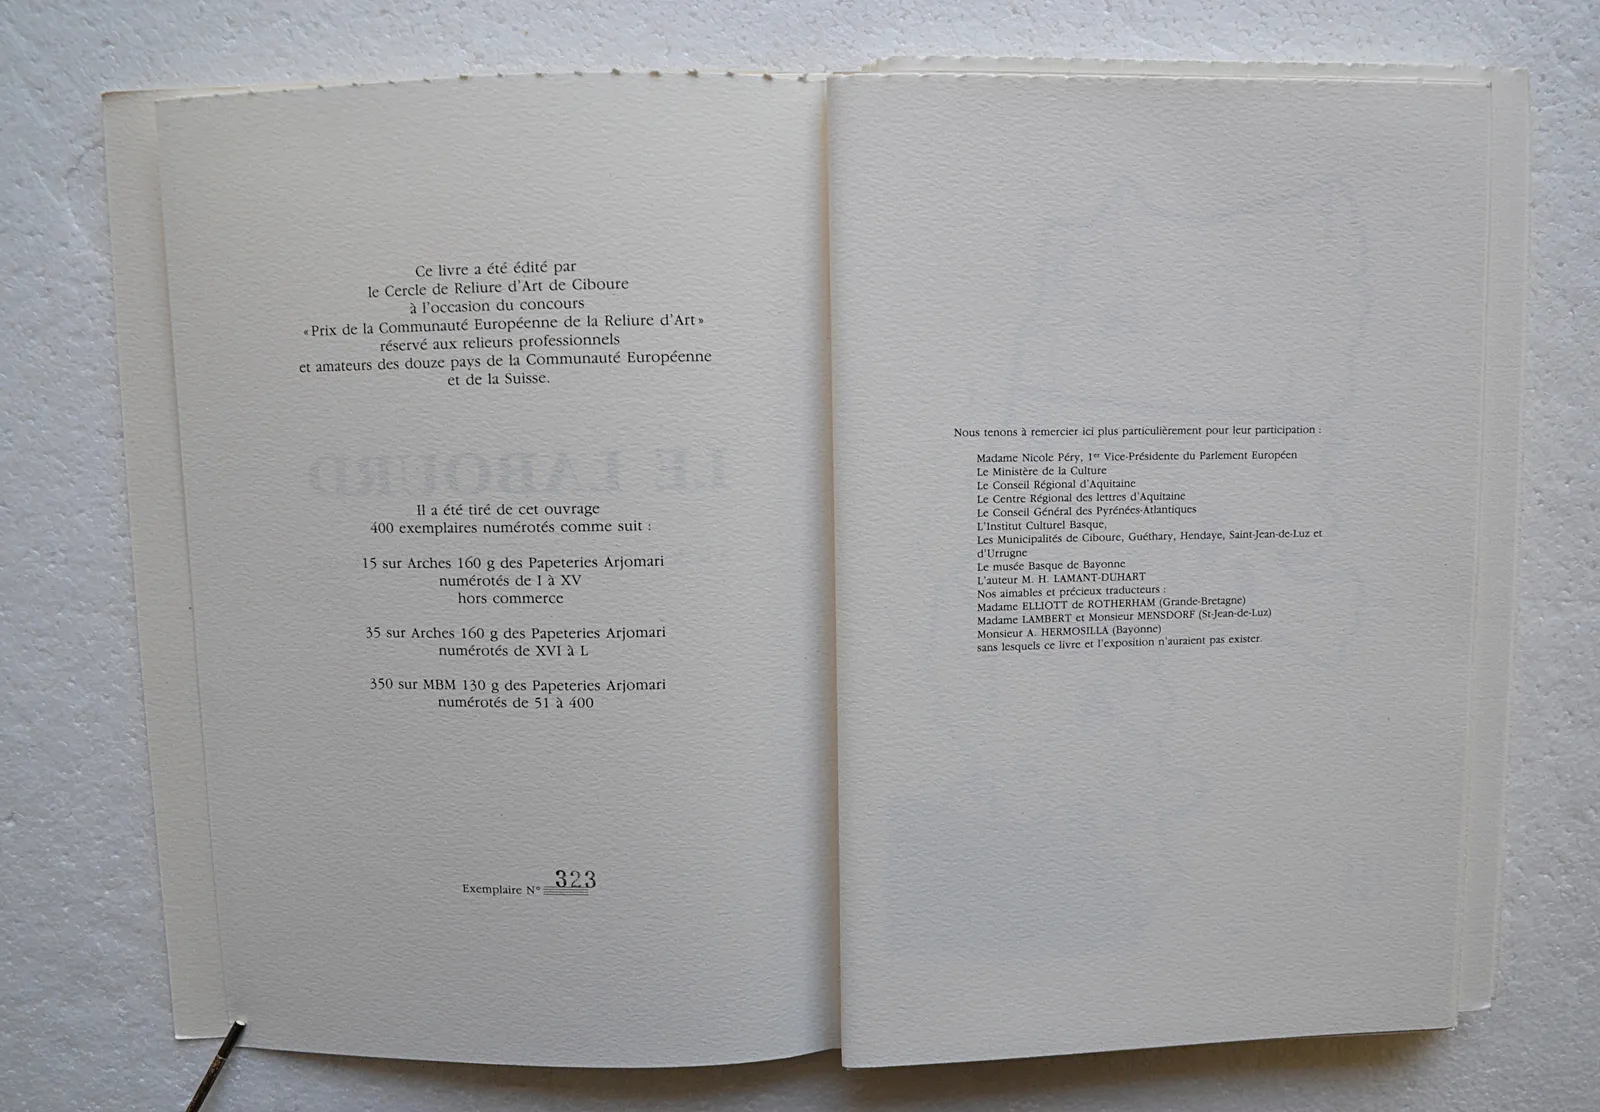 Ce livre a été édité par
le Cercle de Reliure d'Art de Ciboure
à l'occasion du concours
«Prix de la Communauté Européenne de la Reliure d'Art»
réservé aux relieurs professionnels
et amateurs des douze pays de la Communauté Européenne
et de la Suisse.
LE LABOURD
Il a été tiré de cet ouvrage
400 exemplaires numérotés comme suit :
15 sur Arches 160 g des Papeteries Arjomari
numérotés de I à XV
hors commerce
35 sur Arches 160 g des Papeteries Arjomari
numérotés de XVI à L
350 sur MBM 130 g des Papeteries Arjomari
numérotés de 51 à 400
Exemplaire N° 323
Nous tenons à remercier ici plus particulièrement pour leur participation :
Madame Nicole Péry, 1er Vice-Présidente du Parlement Européen
Le Ministère de la Culture
Le Conseil Régional d'Aquitaine
Le Centre Régional des lettres d'Aquitaine
Le Conseil Général des Pyrénées-Atlantiques
L'Institut Culturel Basque,
Les Municipalités de Ciboure, Guéthary, Hendaye, Saint-Jean-de-Luz et
d'Urrugne
Le musée Basque de Bayonne
L'auteur M. H. LAMANT-DUHART
Nos aimables et précieux traducteurs :
Madame ELLIOTT de ROTHERHAM (Grande-Bretagne)
Madame LAMBERT et Monsieur MENSDORF (St-Jean-de-Luz)
Monsieur A. HERMOSILLA (Bayonne)
sans lesquels ce livre et l'exposition n'auraient pas exister.